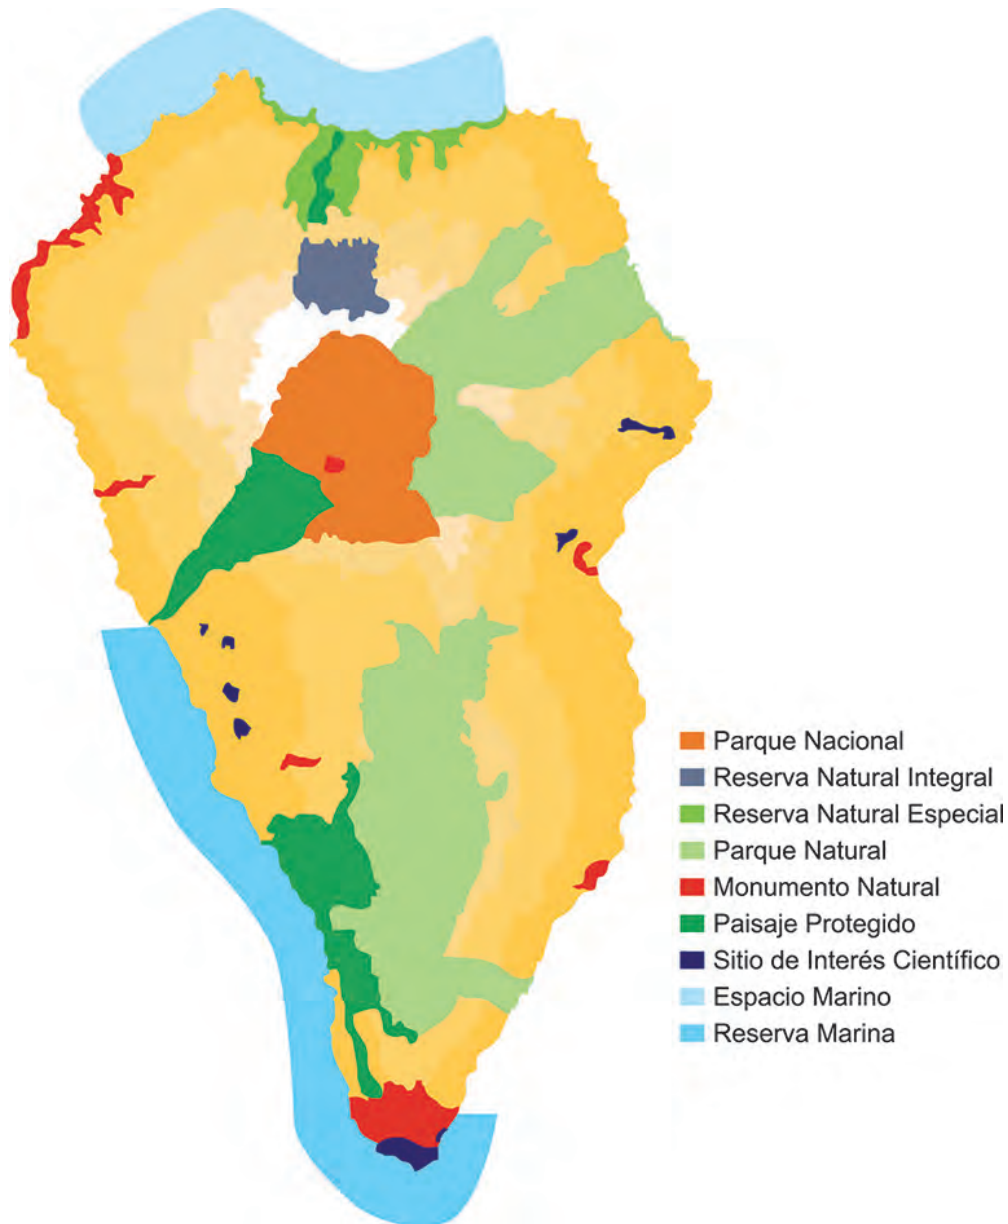 Parque Nacional
Reserva Natural Integral
Reserva Natural Especial
Parque Natural
Monumento Natural
Paisaje Protegido
Sitio de Interés Científico
Espacio Marino
Reserva Marina